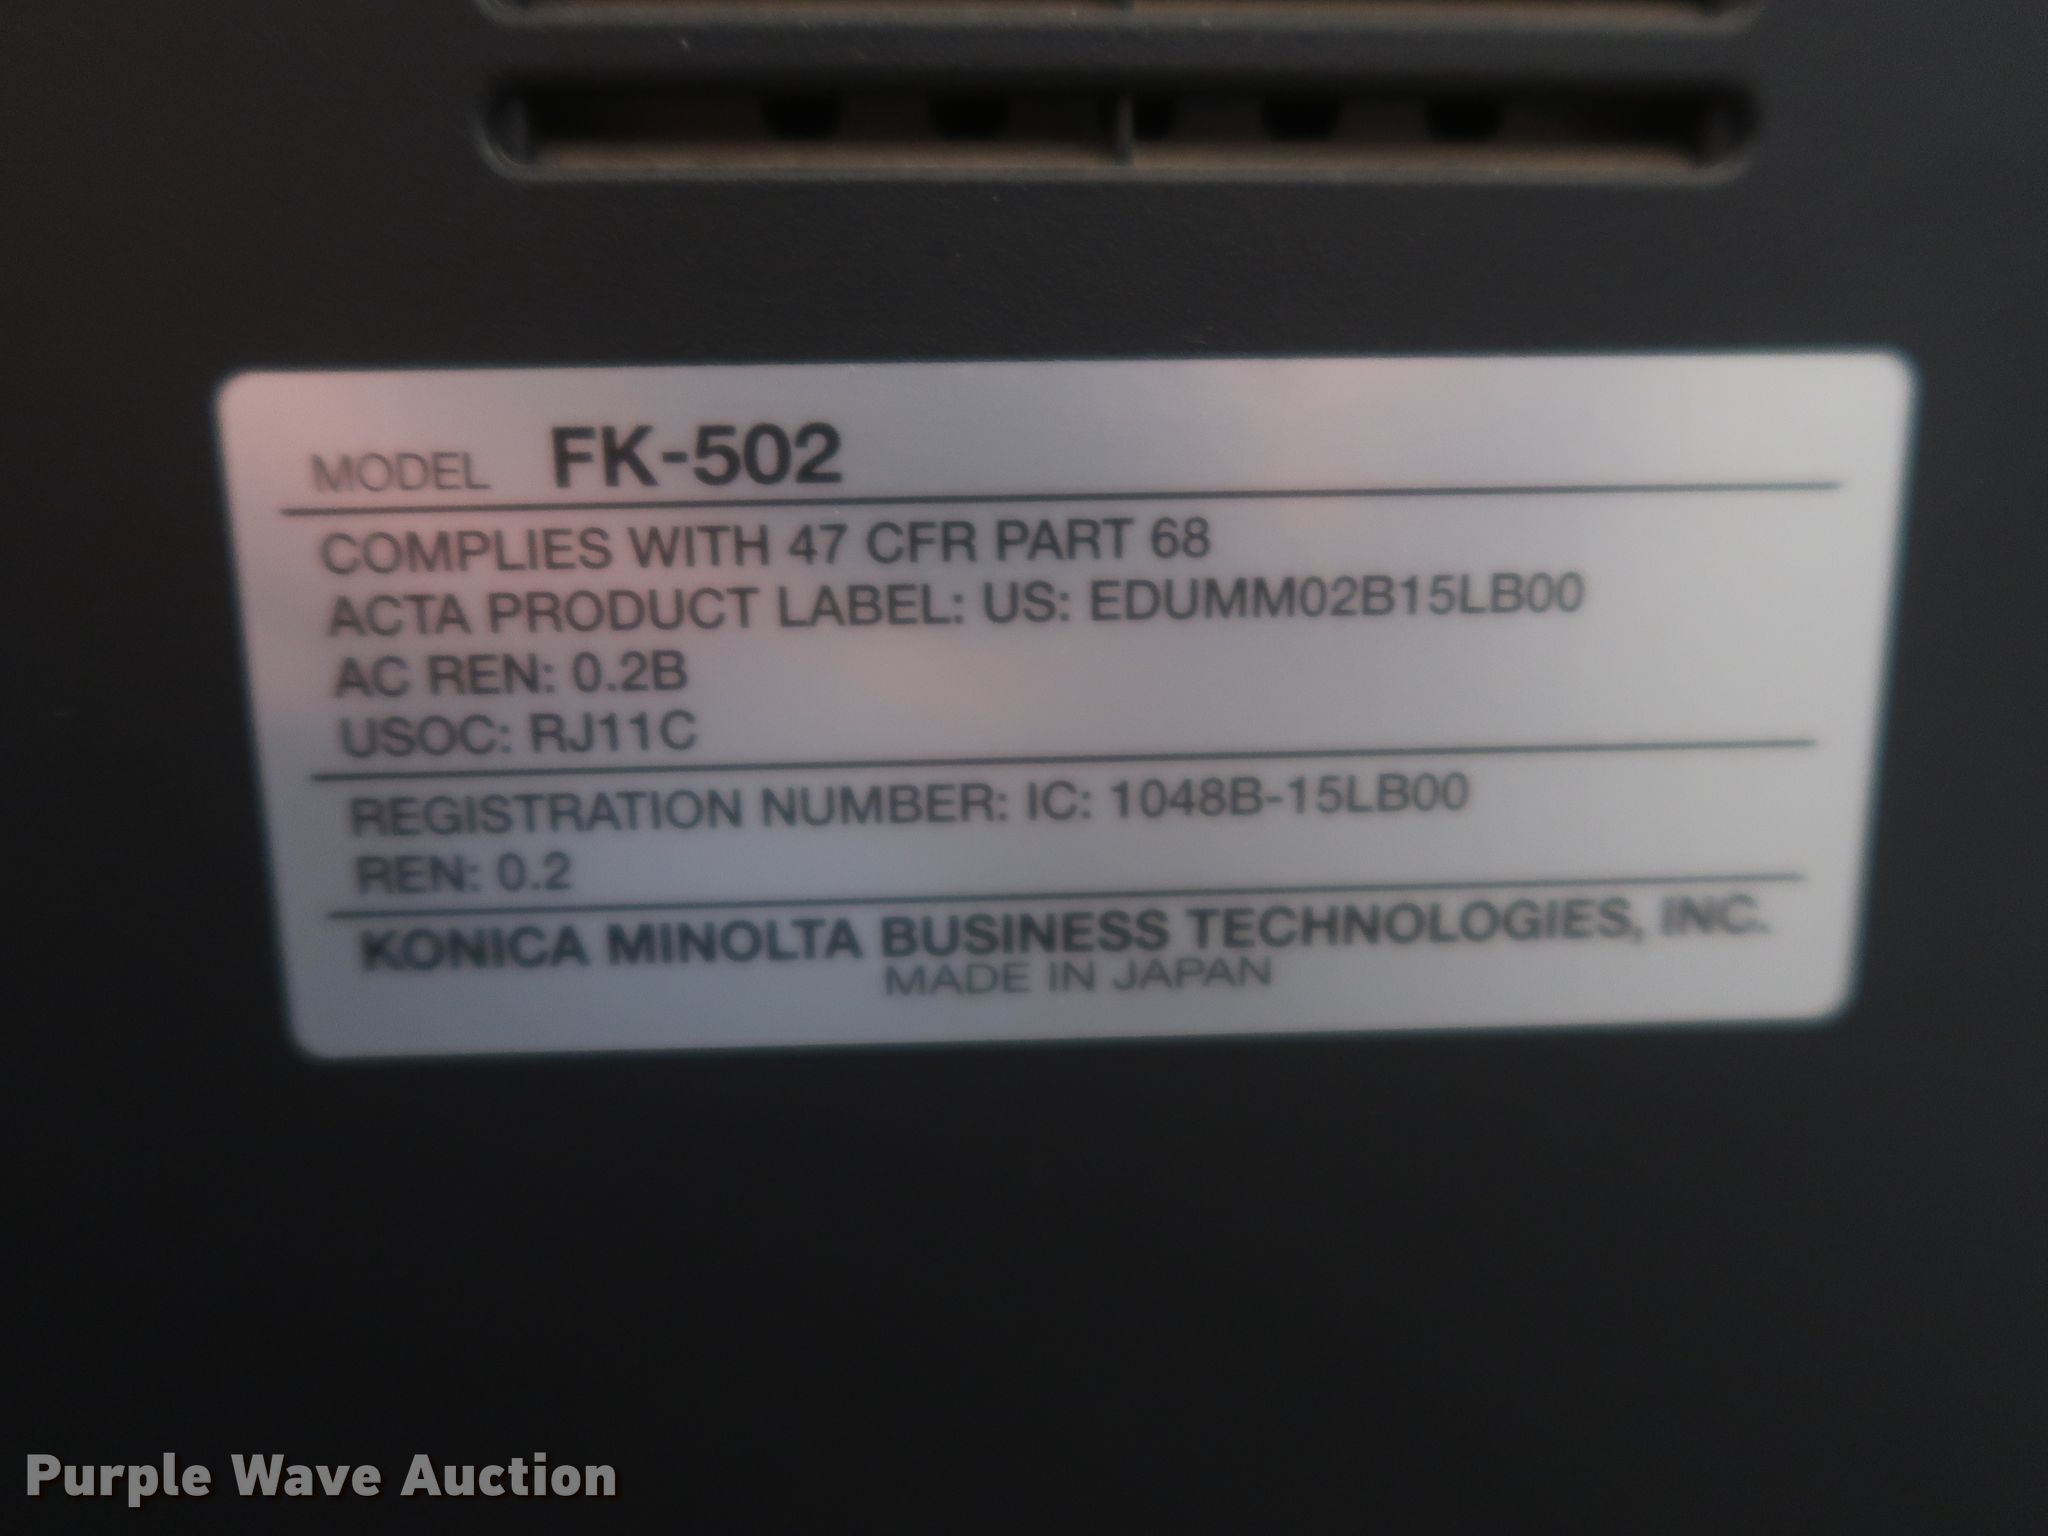 MODEL FK-502
COMPLIES WITH 47 CFR PART 68
ACTA PRODUCT LABEL: US: EDUMM02B15LB00
AC REN: 0.2B
USOC: RJ11C
REGISTRATION NUMBER: IC: 1048B-15LB00
REN: 0.2
KONICA MINOLTA BUSINESS TECHNOLOGIES, INC.
MADE IN JAPAN
Purple Wave Auction